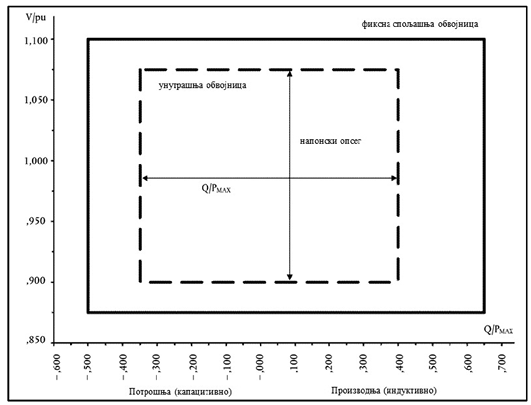 V/pu
фиксна спољашња обвојница
1,100
унутрашња обвојница
1,050
напонски опсег
1,000
Q/PMAX
,950
,900
Q/PMAX
,850
-,600
-,500
-,400
-,300
-,200
-,100
-,000
,100
,200
,300
,400
,500
,600
,700
Потрошња (капацитивно)
Производња (индуктивно)